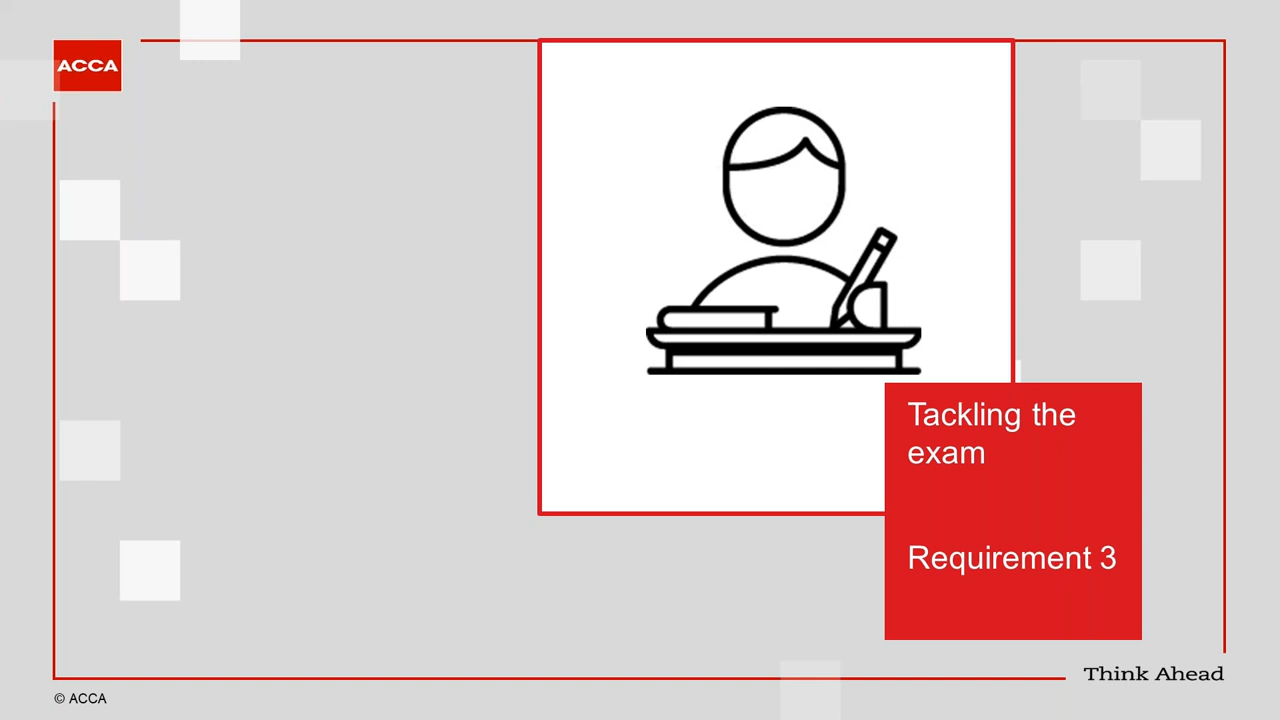 ACCA
Tackling the
exam
Requirement 3
Think Ahead
© ACCA